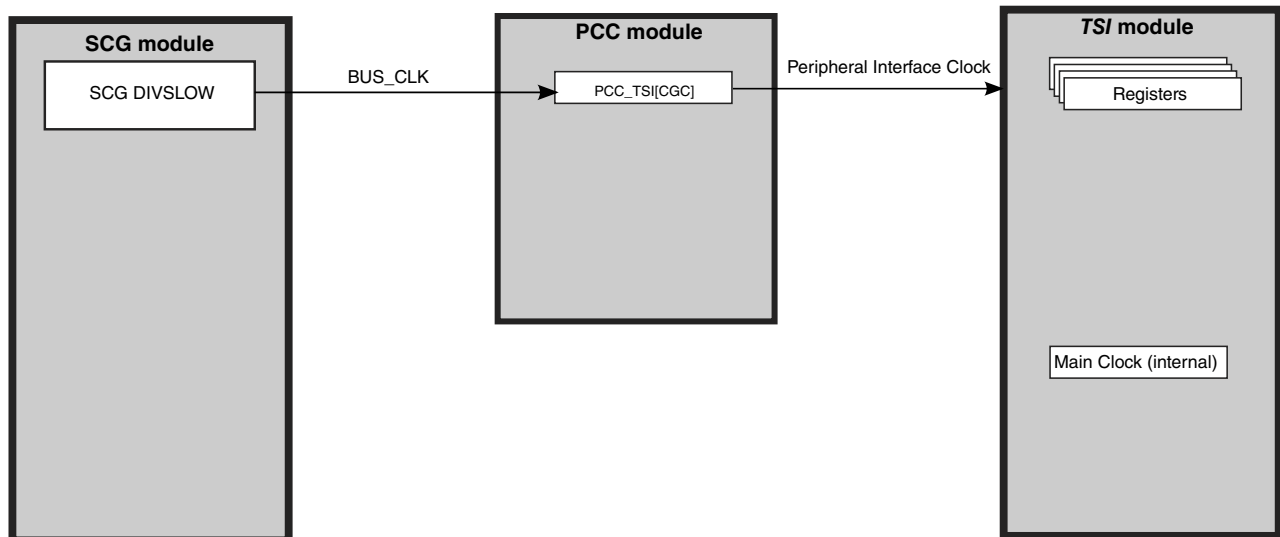 SCG module
SCG DIVSLOW
BUS_CLK
PCC module
PCC_TSI[CGC]
Peripheral Interface Clock
TSI module
Registers
Main Clock (internal)